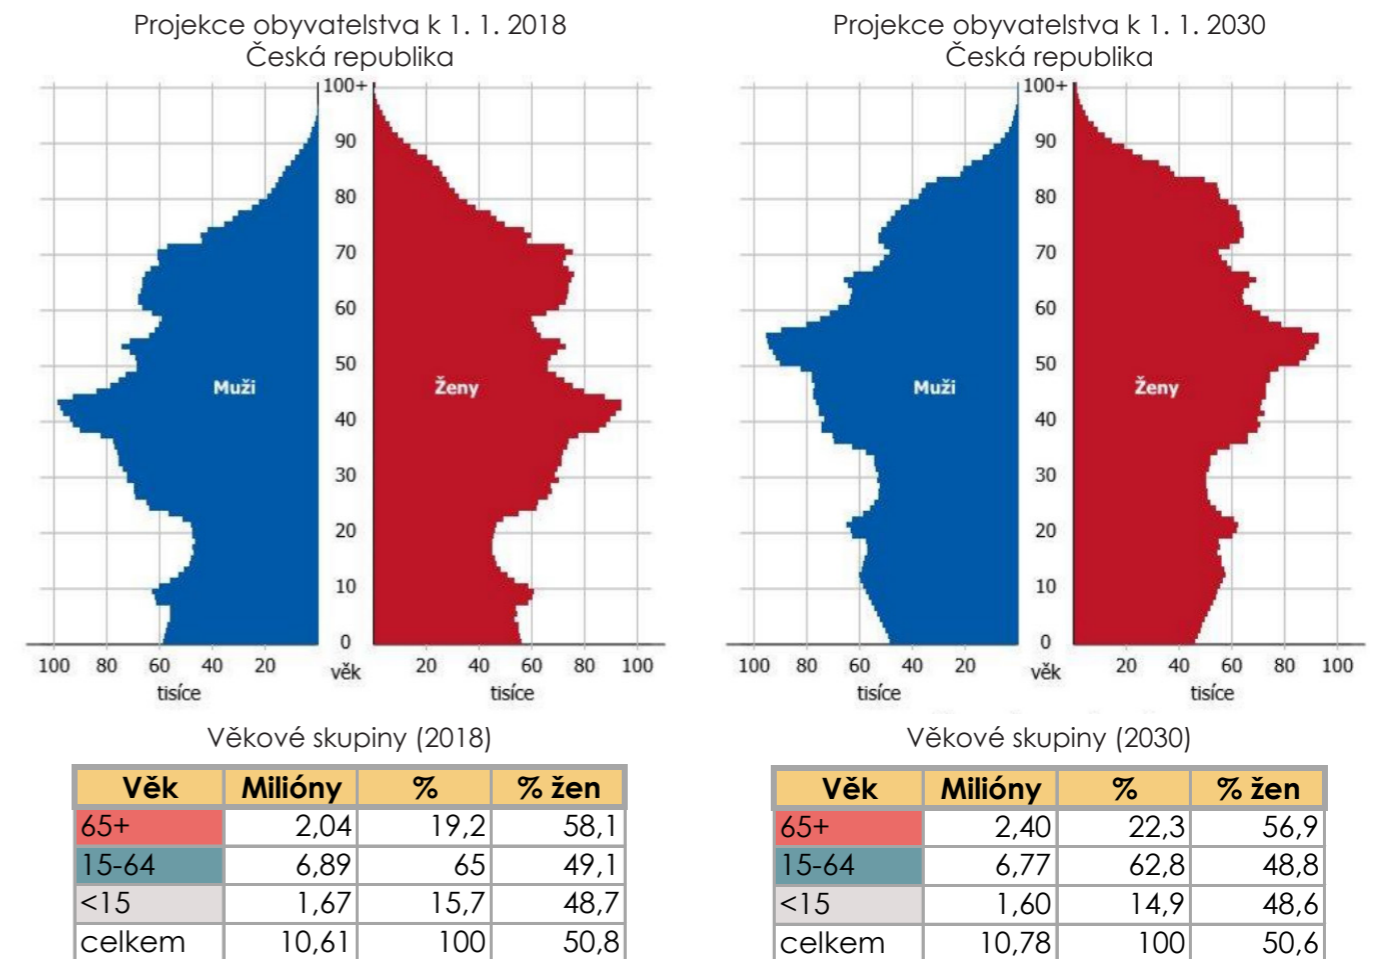 Projekce obyvatelstva k 1. 1. 2018
Česká republika
100+
90
80
70
60
50
40
30
20
10
0
Muži
Ženy
100 80 60 40 20
věk
20 40 60 80 100
tisíce
tisíce
Věkové skupiny (2018)
Věk Milióny % % žen
65+ 2,04 19,2 58,1
15-64 6,89 65 49,1
<15 1,67 15,7 48,7
celkem 10,61 100 50,8
Projekce obyvatelstva k 1. 1. 2030
Česká republika
100+
90
80
70
60
50
40
30
20
10
0
Muži
Ženy
100 80 60 40 20
věk
20 40 60 80 100
tisíce
tisíce
Věkové skupiny (2030)
Věk Milióny % % žen
65+ 2,40 22,3 56,9
15-64 6,77 62,8 48,8
<15 1,60 14,9 48,6
celkem 10,78 100 50,6